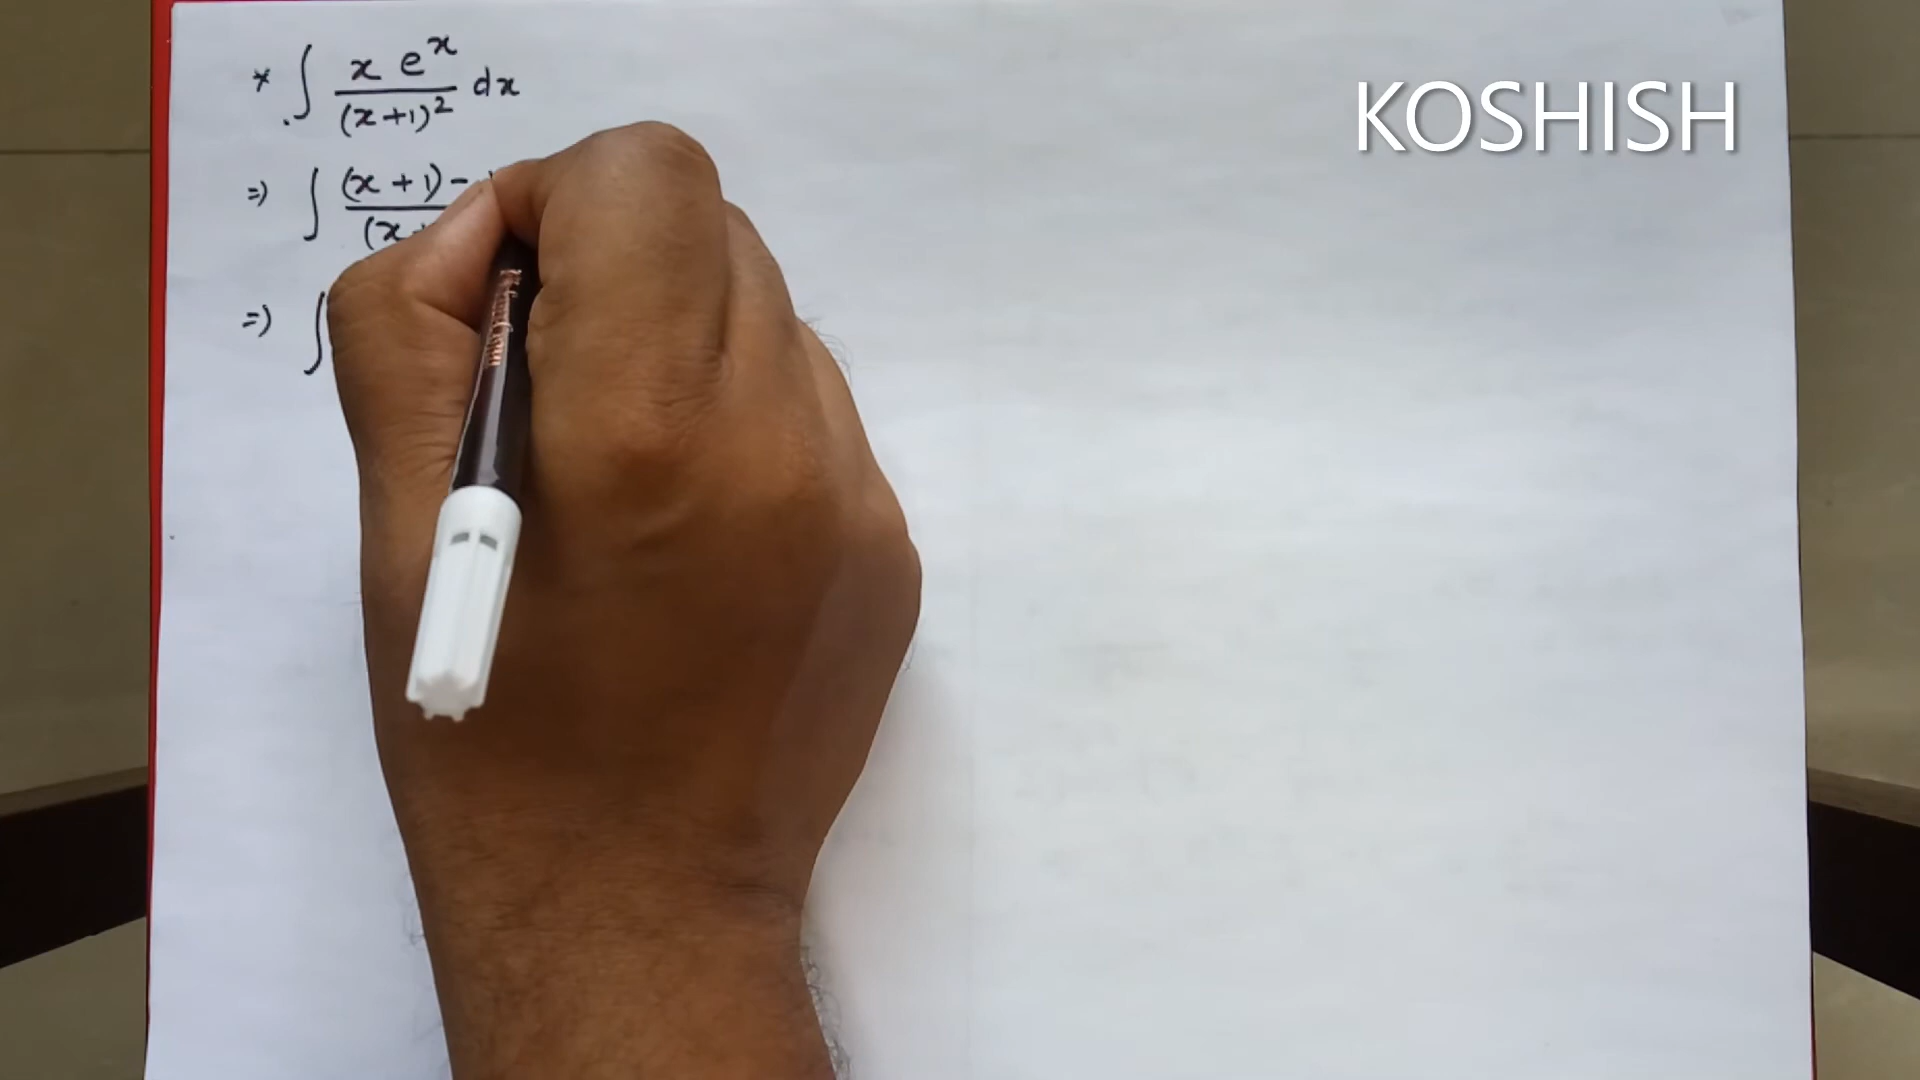 * ∫ x e^x / (x+1)^2 dx
KOSHISH
=) ∫ (x+1) - / (x
=) ∫